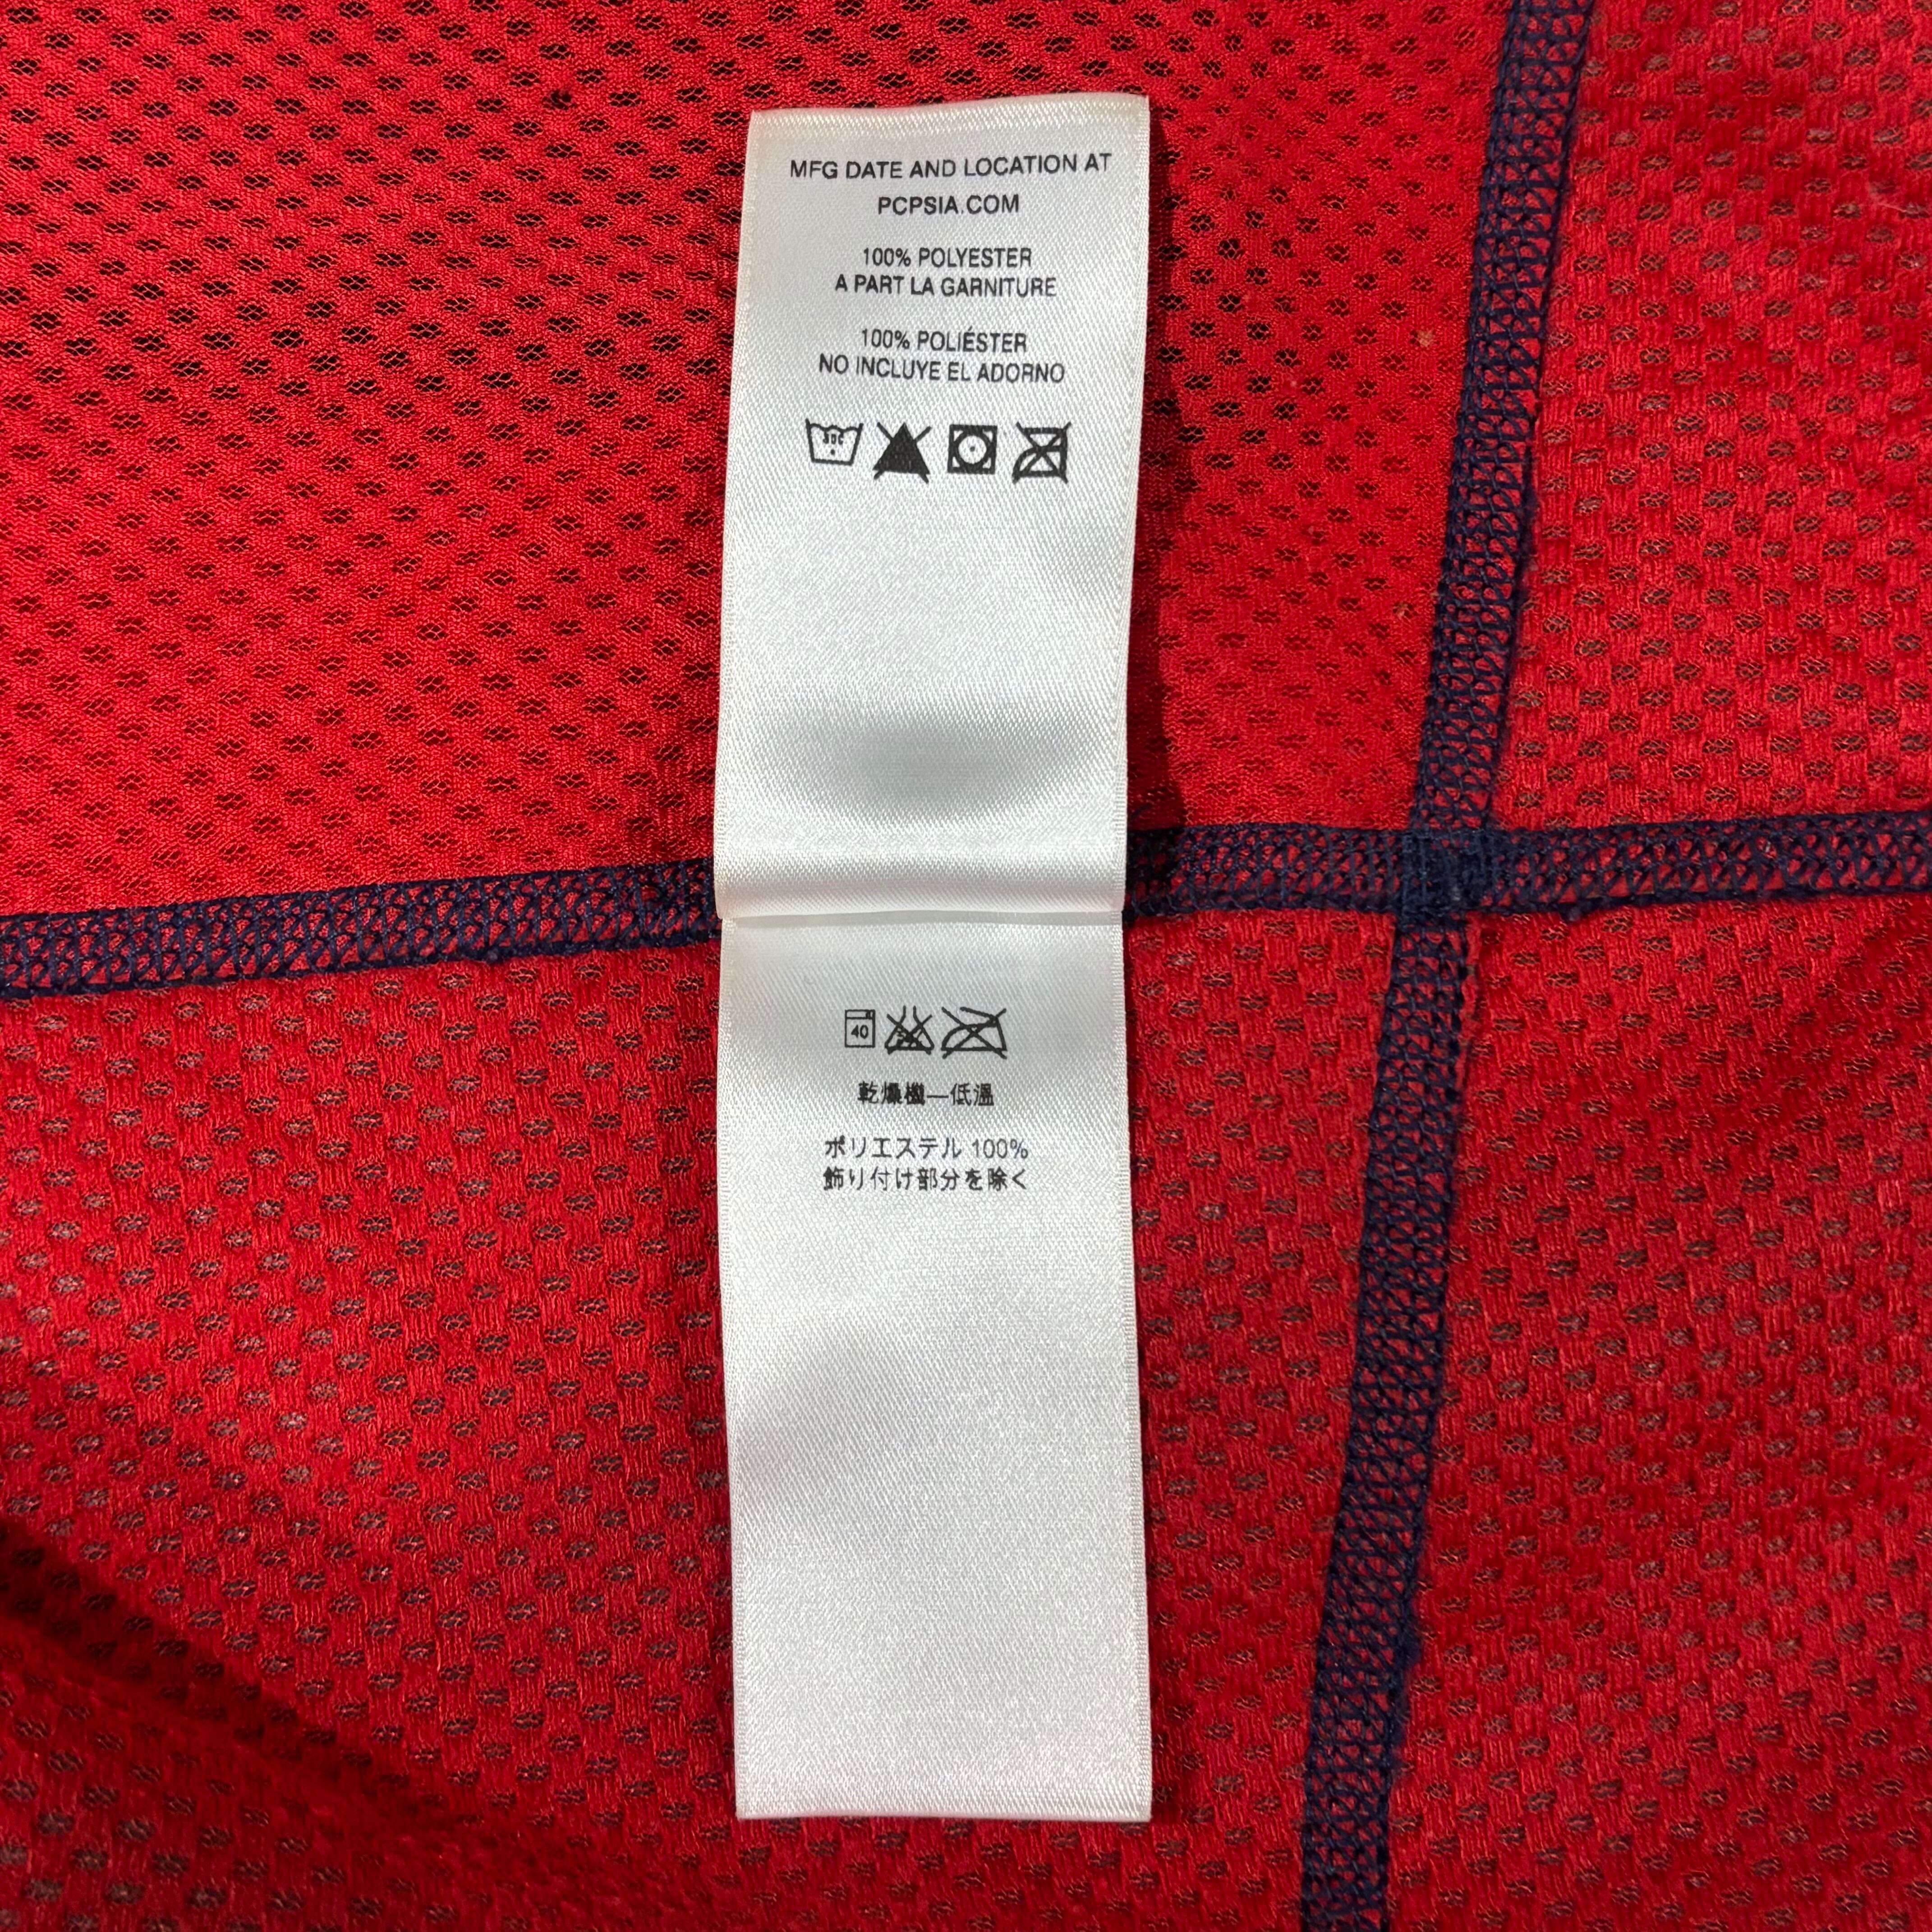 MFG DATE AND LOCATION AT
PCPSIA.COM
100% POLYESTER
A PART LA GARNITURE
100% POLIÉSTER
NO INCLUYE EL ADORNO
30C
40
乾燥機—低温
ポリエステル 100%
飾り付け部分を除く